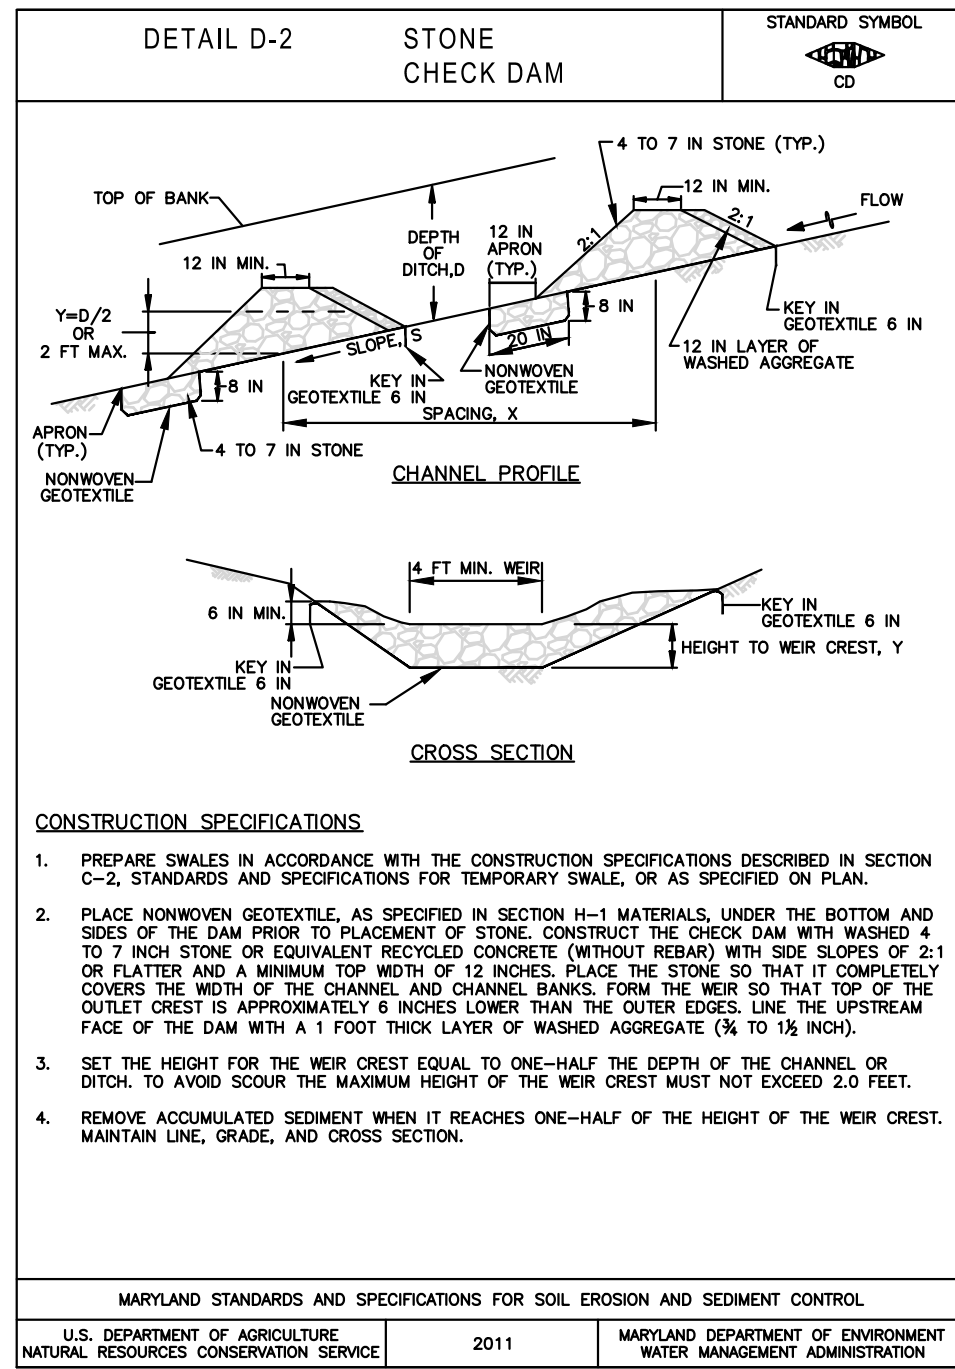 DETAIL D-2
STONE
CHECK DAM
STANDARD SYMBOL
CD
4 TO 7 IN STONE (TYP.)
12 IN MIN.
FLOW
TOP OF BANK
2:1
2:1
DEPTH
OF
DITCH,D
12 IN
APRON
(TYP.)
12 IN MIN.
8 IN
KEY IN
GEOTEXTILE 6 IN
Y=D/2
OR
2 FT MAX.
SLOPE, S
20 IN
12 IN LAYER OF
WASHED AGGREGATE
8 IN
KEY IN
GEOTEXTILE 6 IN
NONWOVEN
GEOTEXTILE
SPACING, X
APRON
(TYP.)
4 TO 7 IN STONE
NONWOVEN
GEOTEXTILE
CHANNEL PROFILE
4 FT MIN. WEIR
6 IN MIN.
KEY IN
GEOTEXTILE 6 IN
HEIGHT TO WEIR CREST, Y
KEY IN
GEOTEXTILE 6 IN
NONWOVEN
GEOTEXTILE
CROSS SECTION
CONSTRUCTION SPECIFICATIONS
1. PREPARE SWALES IN ACCORDANCE WITH THE CONSTRUCTION SPECIFICATIONS DESCRIBED IN SECTION
C-2, STANDARDS AND SPECIFICATIONS FOR TEMPORARY SWALE, OR AS SPECIFIED ON PLAN.
2. PLACE NONWOVEN GEOTEXTILE, AS SPECIFIED IN SECTION H-1 MATERIALS, UNDER THE BOTTOM AND
SIDES OF THE DAM PRIOR TO PLACEMENT OF STONE. CONSTRUCT THE CHECK DAM WITH WASHED 4
TO 7 INCH STONE OR EQUIVALENT RECYCLED CONCRETE (WITHOUT REBAR) WITH SIDE SLOPES OF 2:1
OR FLATTER AND A MINIMUM TOP WIDTH OF 12 INCHES. PLACE THE STONE SO THAT IT COMPLETELY
COVERS THE WIDTH OF THE CHANNEL AND CHANNEL BANKS. FORM THE WEIR SO THAT TOP OF THE
OUTLET CREST IS APPROXIMATELY 6 INCHES LOWER THAN THE OUTER EDGES. LINE THE UPSTREAM
FACE OF THE DAM WITH A 1 FOOT THICK LAYER OF WASHED AGGREGATE (¾ TO 1½ INCH).
3. SET THE HEIGHT FOR THE WEIR CREST EQUAL TO ONE-HALF THE DEPTH OF THE CHANNEL OR
DITCH. TO AVOID SCOUR THE MAXIMUM HEIGHT OF THE WEIR CREST MUST NOT EXCEED 2.0 FEET.
4. REMOVE ACCUMULATED SEDIMENT WHEN IT REACHES ONE-HALF OF THE HEIGHT OF THE WEIR CREST.
MAINTAIN LINE, GRADE, AND CROSS SECTION.
MARYLAND STANDARDS AND SPECIFICATIONS FOR SOIL EROSION AND SEDIMENT CONTROL
U.S. DEPARTMENT OF AGRICULTURE
NATURAL RESOURCES CONSERVATION SERVICE
2011
MARYLAND DEPARTMENT OF ENVIRONMENT
WATER MANAGEMENT ADMINISTRATION